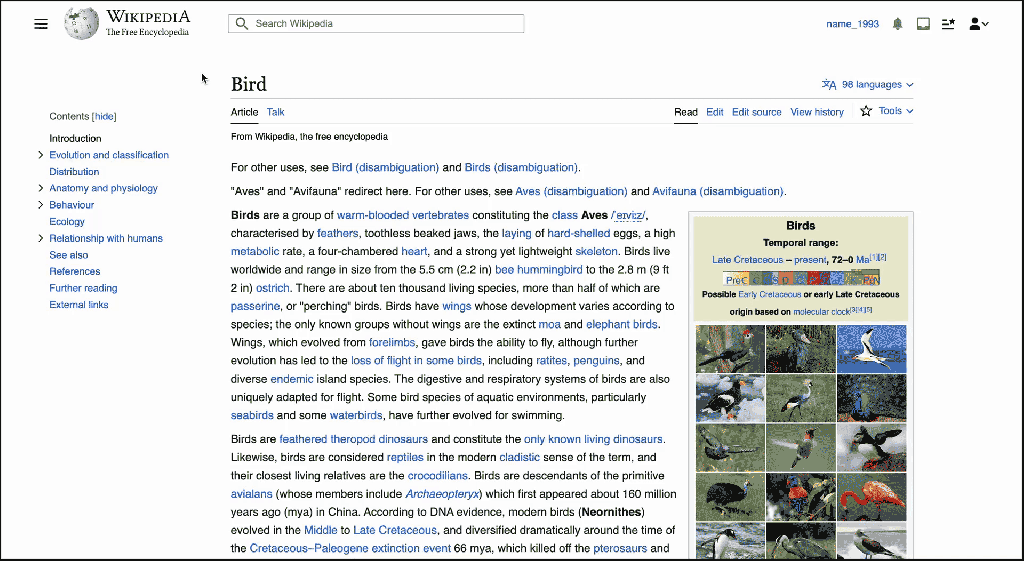 WIKIPEDIA
The Free Encyclopedia
Search Wikipedia
name_1993
Bird
98 languages
Article Talk
Read Edit Edit source View history Tools
From Wikipedia, the free encyclopedia
Contents [hide]
Introduction
Evolution and classification
Distribution
Anatomy and physiology
Behaviour
Ecology
Relationship with humans
See also
References
Further reading
External links
For other uses, see Bird (disambiguation) and Birds (disambiguation).
"Aves" and "Avifauna" redirect here. For other uses, see Aves (disambiguation) and Avifauna (disambiguation).
Birds are a group of warm-blooded vertebrates constituting the class Aves /ˈeɪviːz/,
characterised by feathers, toothless beaked jaws, the laying of hard-shelled eggs, a high
metabolic rate, a four-chambered heart, and a strong yet lightweight skeleton. Birds live
worldwide and range in size from the 5.5 cm (2.2 in) bee hummingbird to the 2.8 m (9 ft
2 in) ostrich. There are about ten thousand living species, more than half of which are
passerine, or "perching" birds. Birds have wings whose development varies according to
species; the only known groups without wings are the extinct moa and elephant birds.
Wings, which evolved from forelimbs, gave birds the ability to fly, although further
evolution has led to the loss of flight in some birds, including ratites, penguins, and
diverse endemic island species. The digestive and respiratory systems of birds are also
uniquely adapted for flight. Some bird species of aquatic environments, particularly
seabirds and some waterbirds, have further evolved for swimming.
Birds are feathered theropod dinosaurs and constitute the only known living dinosaurs.
Likewise, birds are considered reptiles in the modern cladistic sense of the term, and
their closest living relatives are the crocodilians. Birds are descendants of the primitive
avialans (whose members include Archaeopteryx) which first appeared about 160 million
years ago (mya) in China. According to DNA evidence, modern birds (Neornithes)
evolved in the Middle to Late Cretaceous, and diversified dramatically around the time of
the Cretaceous–Paleogene extinction event 66 mya, which killed off the pterosaurs and
Birds
Temporal range:
Late Cretaceous – present, 72–0 Ma[1][2]
Possible Early Cretaceous or early Late Cretaceous
origin based on molecular clock[3][4][5]